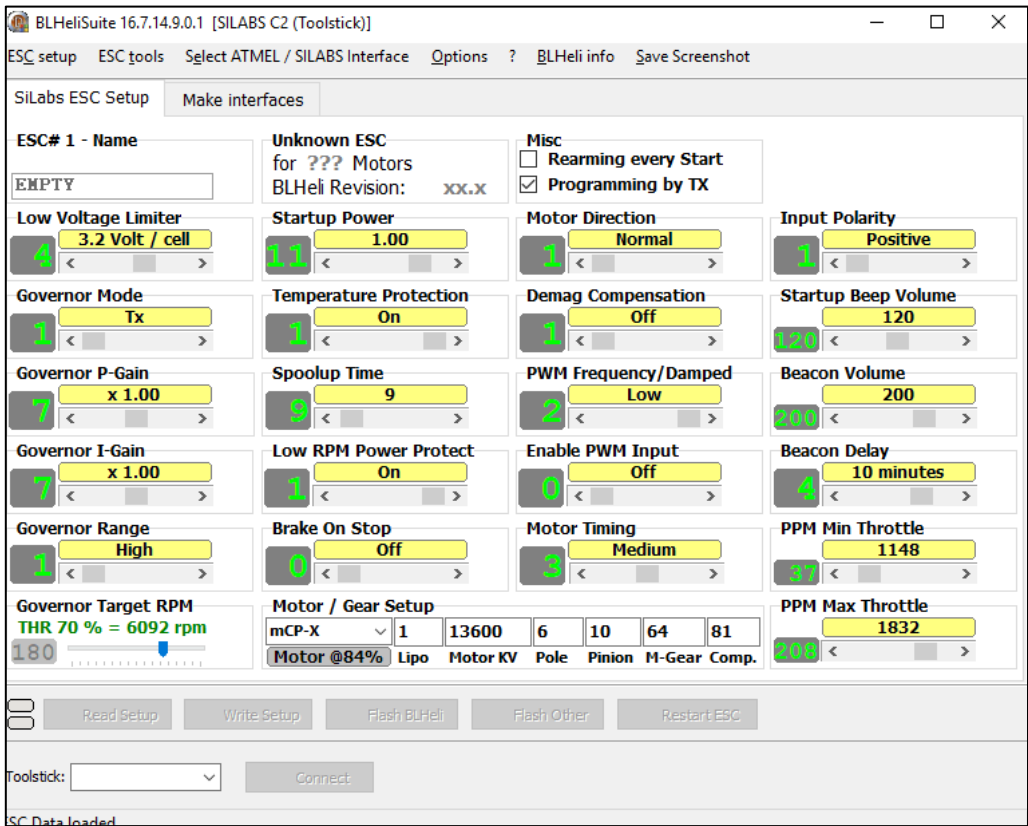 BLHeliSuite 16.7.14.9.0.1 [SILABS C2 (Toolstick)]
ESC setup ESC tools Select ATMEL / SILABS Interface Options ? BLHeli info Save Screenshot
SiLabs ESC Setup Make interfaces
ESC# 1 - Name
EMPTY
Unknown ESC
for ??? Motors
BLHeli Revision: xx.x
Misc
Rearming every Start
Programming by TX
Low Voltage Limiter
3.2 Volt / cell
4
Startup Power
1.00
11
Motor Direction
Normal
1
Input Polarity
Positive
1
Governor Mode
Tx
1
Temperature Protection
On
1
Demag Compensation
Off
1
Startup Beep Volume
120
120
Governor P-Gain
x 1.00
7
Spoolup Time
9
9
PWM Frequency/Damped
Low
2
Beacon Volume
200
200
Governor I-Gain
x 1.00
7
Low RPM Power Protect
On
1
Enable PWM Input
Off
0
Beacon Delay
10 minutes
4
Governor Range
High
1
Brake On Stop
Off
0
Motor Timing
Medium
3
PPM Min Throttle
1148
37
Governor Target RPM
THR 70 % = 6092 rpm
180
Motor / Gear Setup
mCP-X 1 13600 6 10 64 81
Motor @84% Lipo Motor KV Pole Pinion M-Gear Comp.
PPM Max Throttle
1832
208
Read Setup Write Setup Flash BLHeli Flash Other Restart ESC
Toolstick: Connect
ESC Data loaded